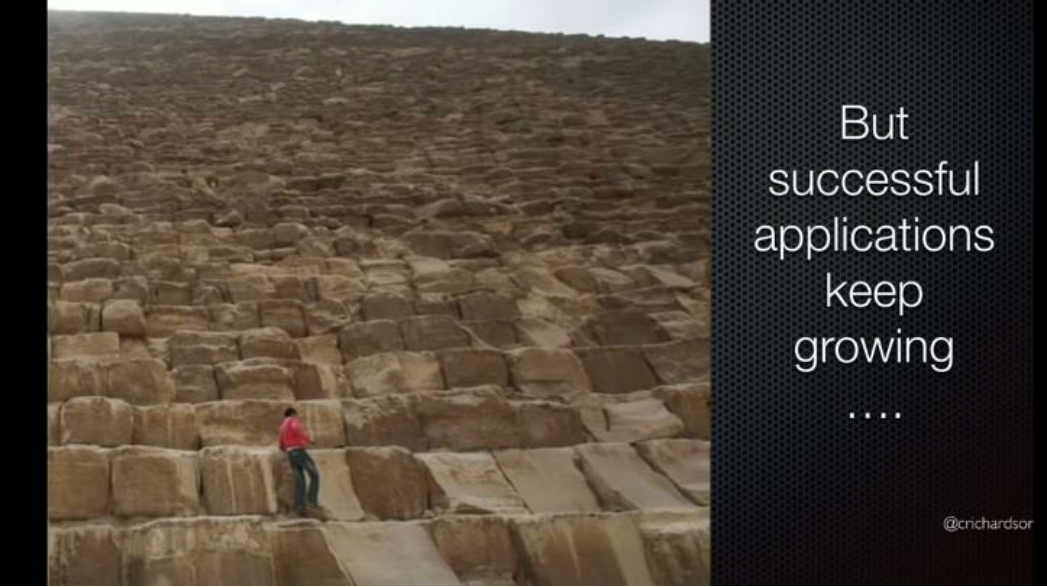 But
successful
applications
keep
growing
....
@crichardsor